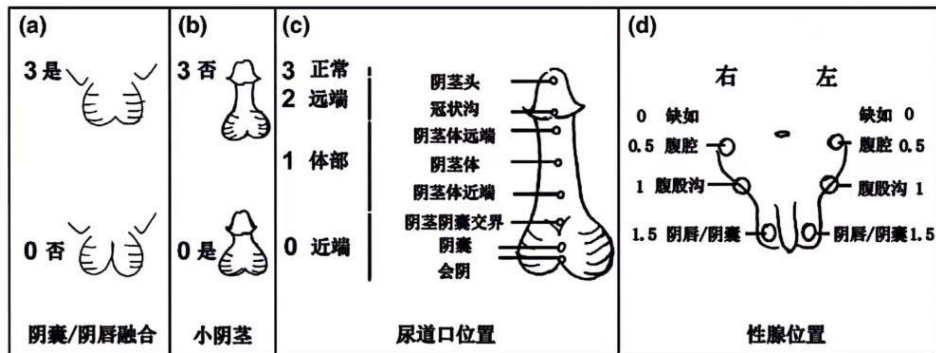 (a)
3 是
0 否
阴囊/阴唇融合
(b)
3 否
0 是
小阴茎
(c)
3 正常
2 远端
1 体部
0 近端
阴茎头
冠状沟
阴茎体远端
阴茎体
阴茎体近端
阴茎阴囊交界
阴囊
会阴
尿道口位置
(d)
右 左
0 缺如 缺如 0
0.5 腹腔 腹腔 0.5
1 腹股沟 腹股沟 1
1.5 阴唇/阴囊 阴唇/阴囊 1.5
性腺位置